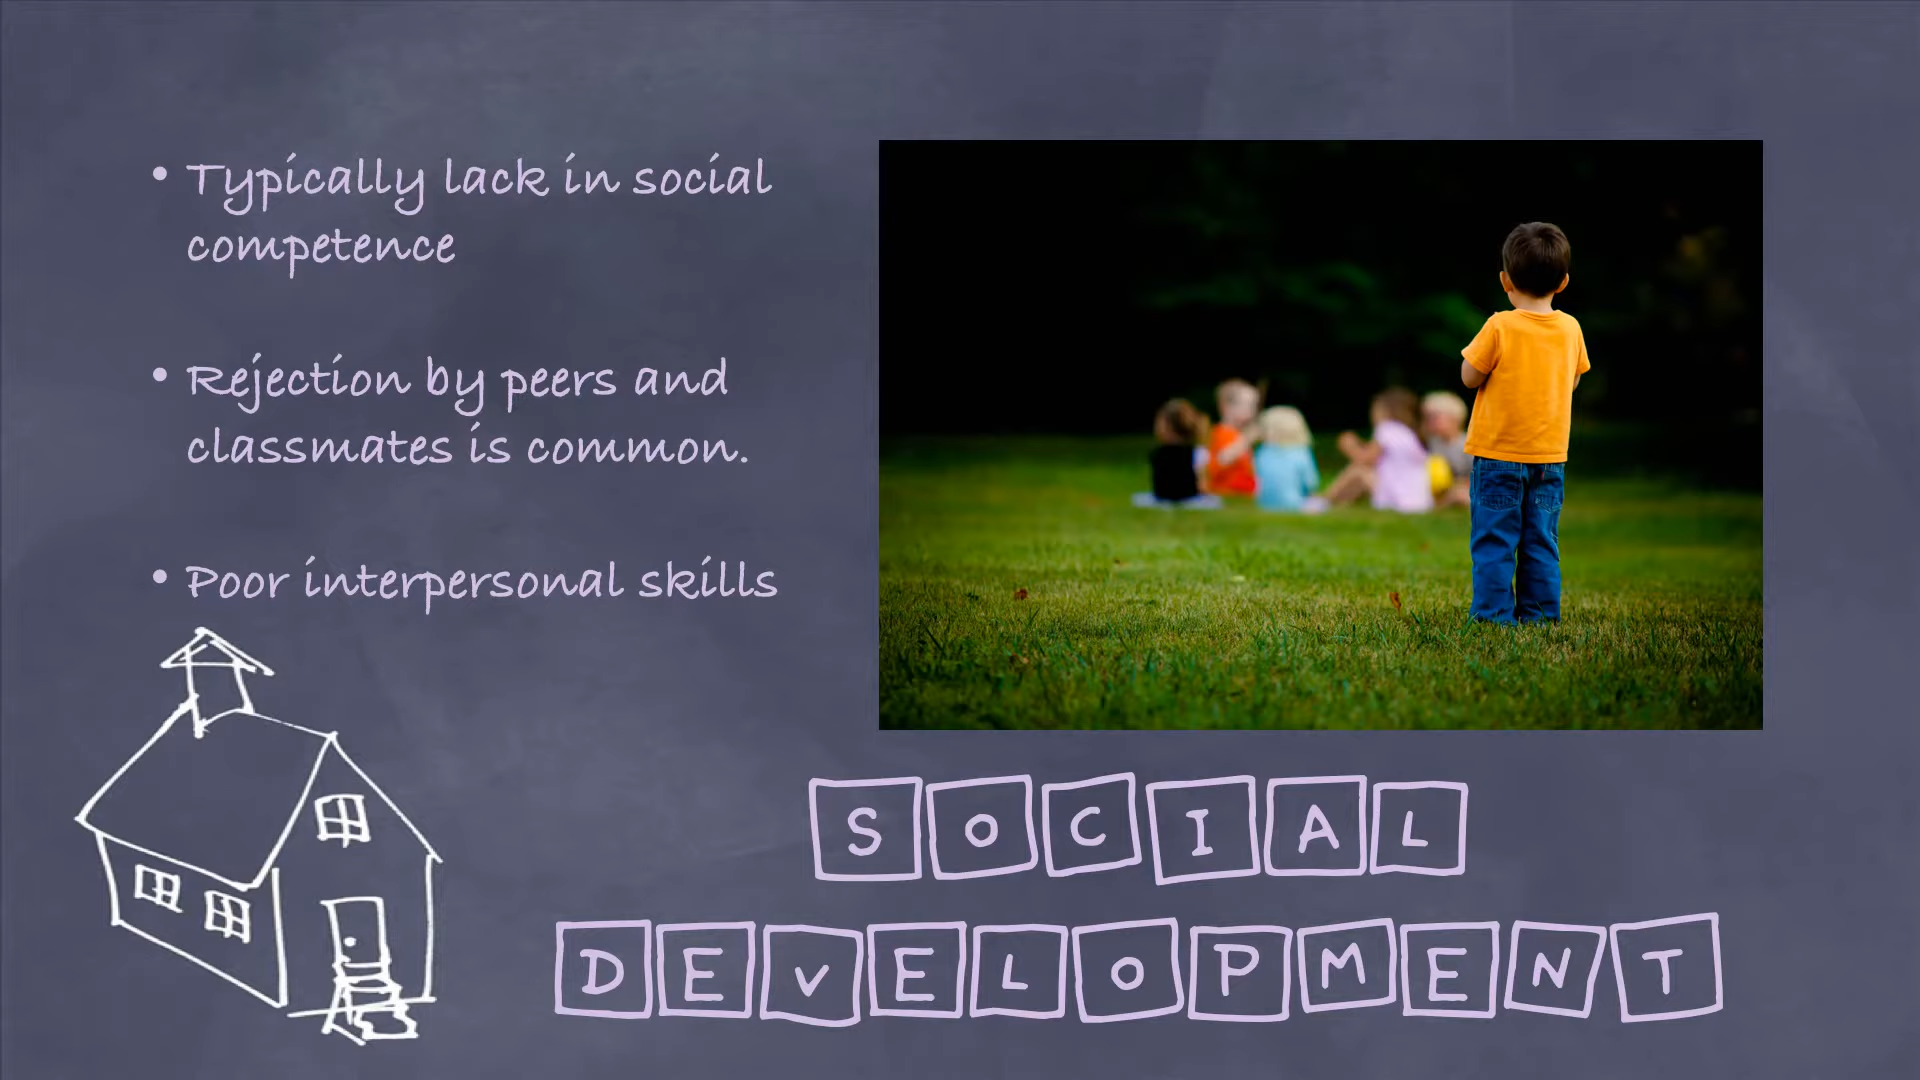 • Typically lack in social
competence
• Rejection by peers and
classmates is common.
• Poor interpersonal skills
SOCIAL
DEVELOPMENT